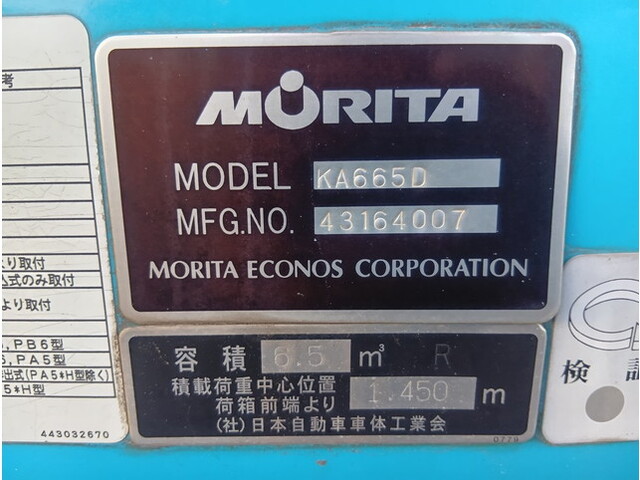 MORITA
MODEL KA665D
MFG.NO. 43164007
MORITA ECONOS CORPORATION
容積 6.5 m³ R
積載荷重中心位置
荷箱前端より 1.450 m
(社)日本自動車車体工業会
0779
考
より取付
込式のみ取付
より取付
,PB6型
6,PA5型
出式(PA5*H型除く)
5*H型
443032670
検